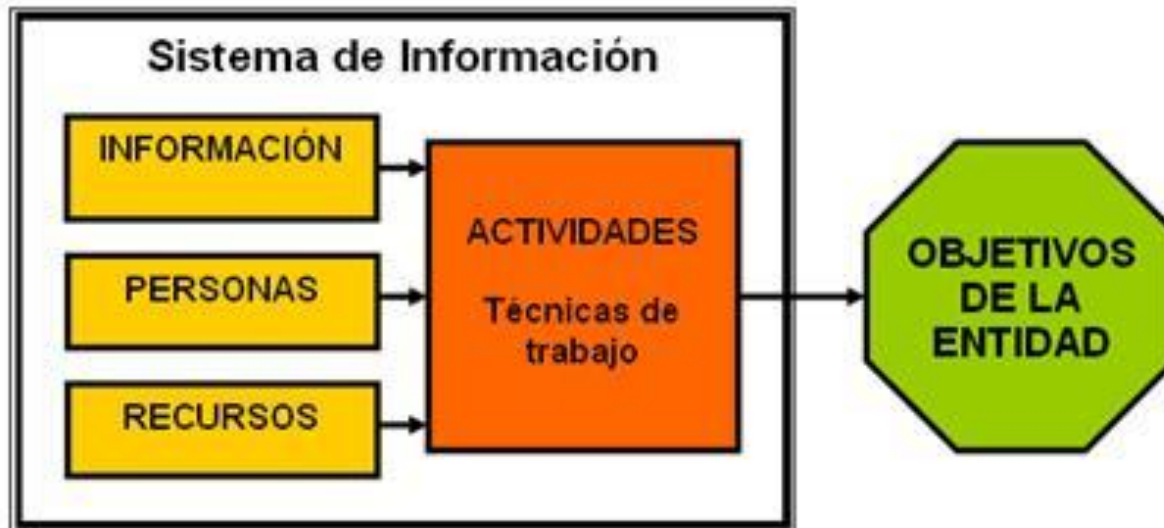 Sistema de Información
INFORMACIÓN
PERSONAS
RECURSOS
ACTIVIDADES
Técnicas de
trabajo
OBJETIVOS
DE LA
ENTIDAD